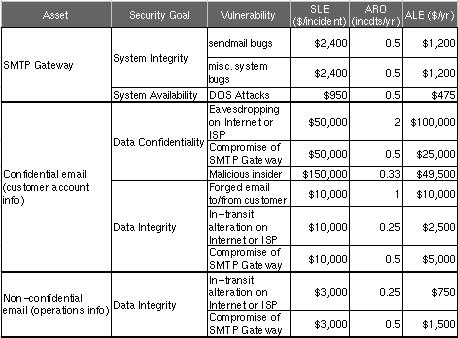 Asset Security Goal Vulnerability SLE ($/incident) ARO (incdts/yr) ALE ($/yr)
SMTP Gateway System Integrity sendmail bugs $2,400 0.5 $1,200
misc. system bugs $2,400 0.5 $1,200
System Availability DOS Attacks $950 0.5 $475
Confidential email (customer account info) Data Confidentiality Eavesdropping on Internet or ISP $50,000 2 $100,000
Compromise of SMTP Gateway $50,000 0.5 $25,000
Malicious insider $150,000 0.33 $49,500
Data Integrity Forged email to/from customer $10,000 1 $10,000
In-transit alteration on Internet or ISP $10,000 0.25 $2,500
Compromise of SMTP Gateway $10,000 0.5 $5,000
Non-confidential email (operations info) Data Integrity In-transit alteration on Internet or ISP $3,000 0.25 $750
Compromise of SMTP Gateway $3,000 0.5 $1,500